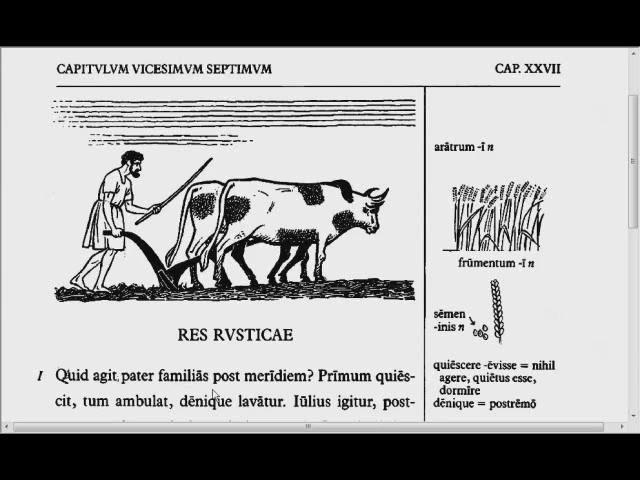 CAPITVLVM VICESIMVM SEPTIMVM
CAP. XXVII
arātrum -ī n
frūmentum -ī n
sēmen
-inis n
RES RVSTICAE
I Quid agit pater familiās post merīdiem? Prīmum quiēs-
cit, tum ambulat, dēnique lavātur. Iūlius igitur, post-
quiēscere -ēvisse = nihil
agere, quiētus esse,
dormīre
dēnique = postrēmō